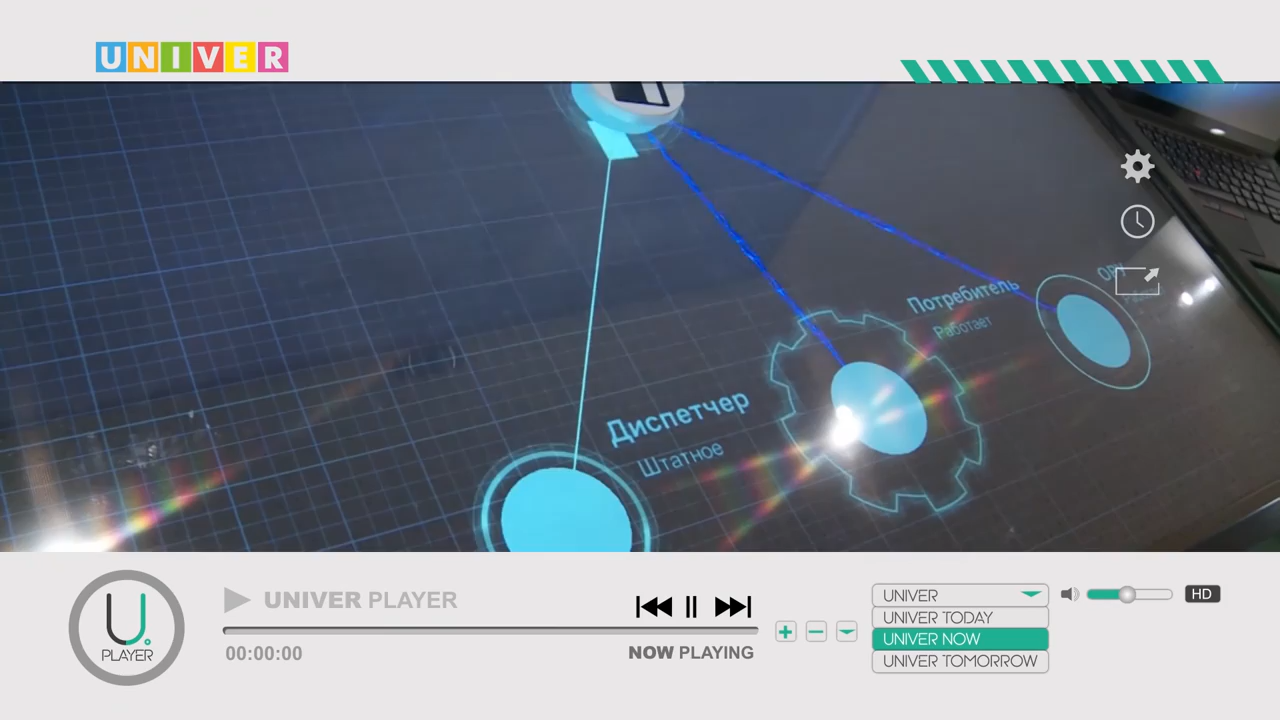 UNIVER
ОРУ
Потребитель
Работает
Диспетчер
Штатное
U.
PLAYER
UNIVER PLAYER
00:00:00
NOW PLAYING
UNIVER
UNIVER TODAY
UNIVER NOW
UNIVER TOMORROW
HD